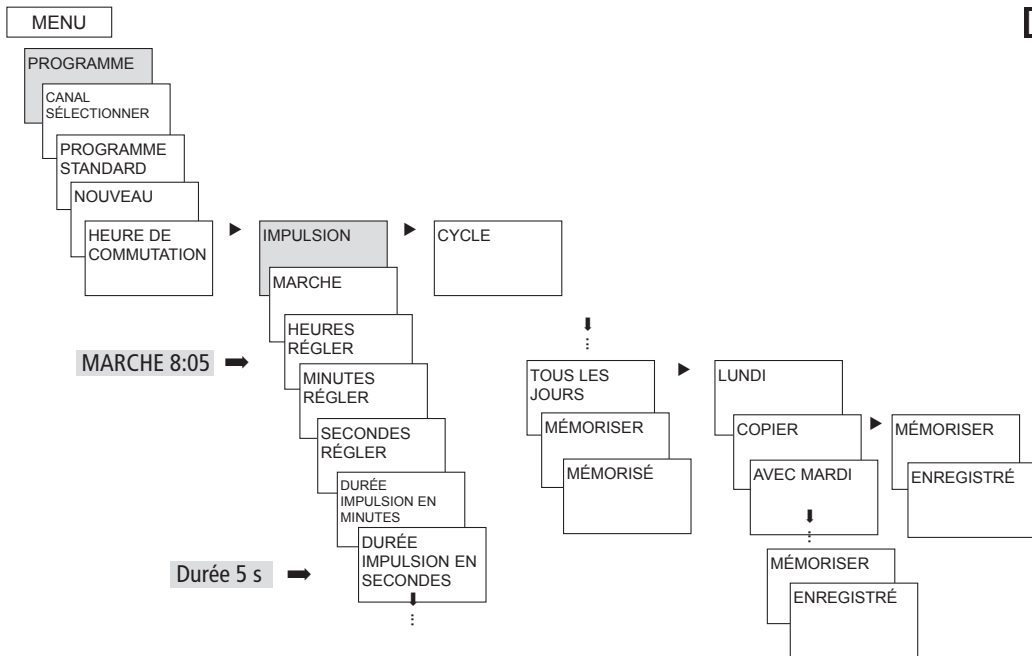 MENU
PROGRAMME
CANAL
SÉLECTIONNER
PROGRAMME
STANDARD
NOUVEAU
HEURE DE
COMMUTATION
IMPULSION
CYCLE
MARCHE
HEURES
RÉGLER
MARCHE 8:05
MINUTES
RÉGLER
SECONDES
RÉGLER
DURÉE
IMPULSION EN
MINUTES
DURÉE
IMPULSION EN
SECONDES
Durée 5 s
TOUS LES
JOURS
MÉMORISER
MÉMORISÉ
LUNDI
COPIER
AVEC MARDI
MÉMORISER
ENREGISTRÉ
MÉMORISER
ENREGISTRÉ